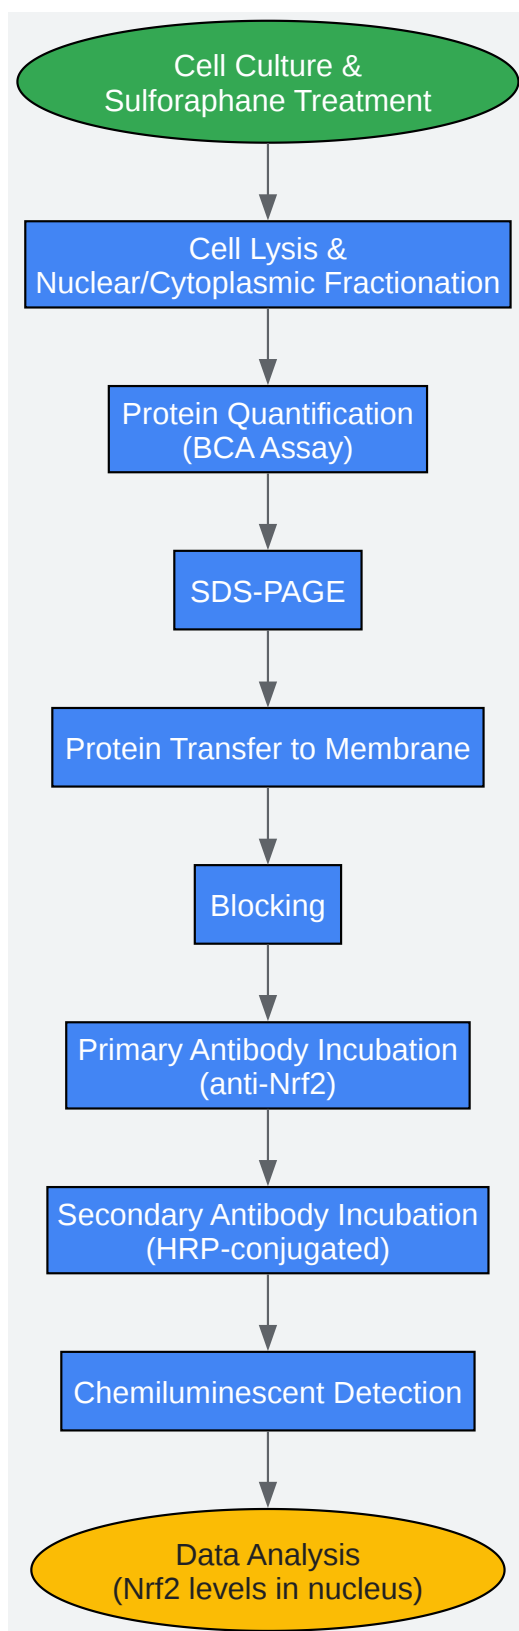 Cell Culture &
Sulforaphane Treatment
Cell Lysis &
Nuclear/Cytoplasmic Fractionation
Protein Quantification
(BCA Assay)
SDS-PAGE
Protein Transfer to Membrane
Blocking
Primary Antibody Incubation
(anti-Nrf2)
Secondary Antibody Incubation
(HRP-conjugated)
Chemiluminescent Detection
Data Analysis
(Nrf2 levels in nucleus)